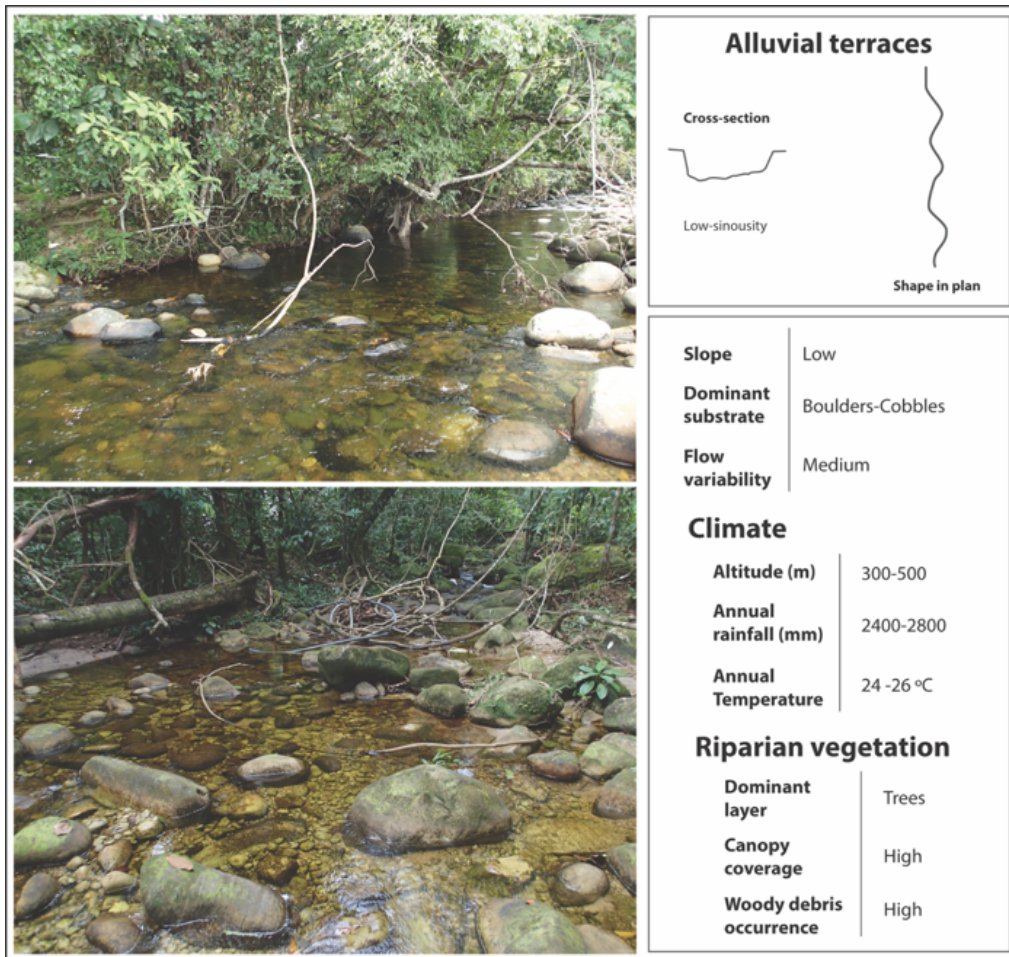 Alluvial terraces
Cross-section
Low-sinousity
Shape in plan
Slope Low
Dominant
substrate Boulders-Cobbles
Flow
variability Medium
Climate
Altitude (m) 300-500
Annual
rainfall (mm) 2400-2800
Annual
Temperature 24 -26 ºC
Riparian vegetation
Dominant
layer Trees
Canopy
coverage High
Woody debris
occurrence High